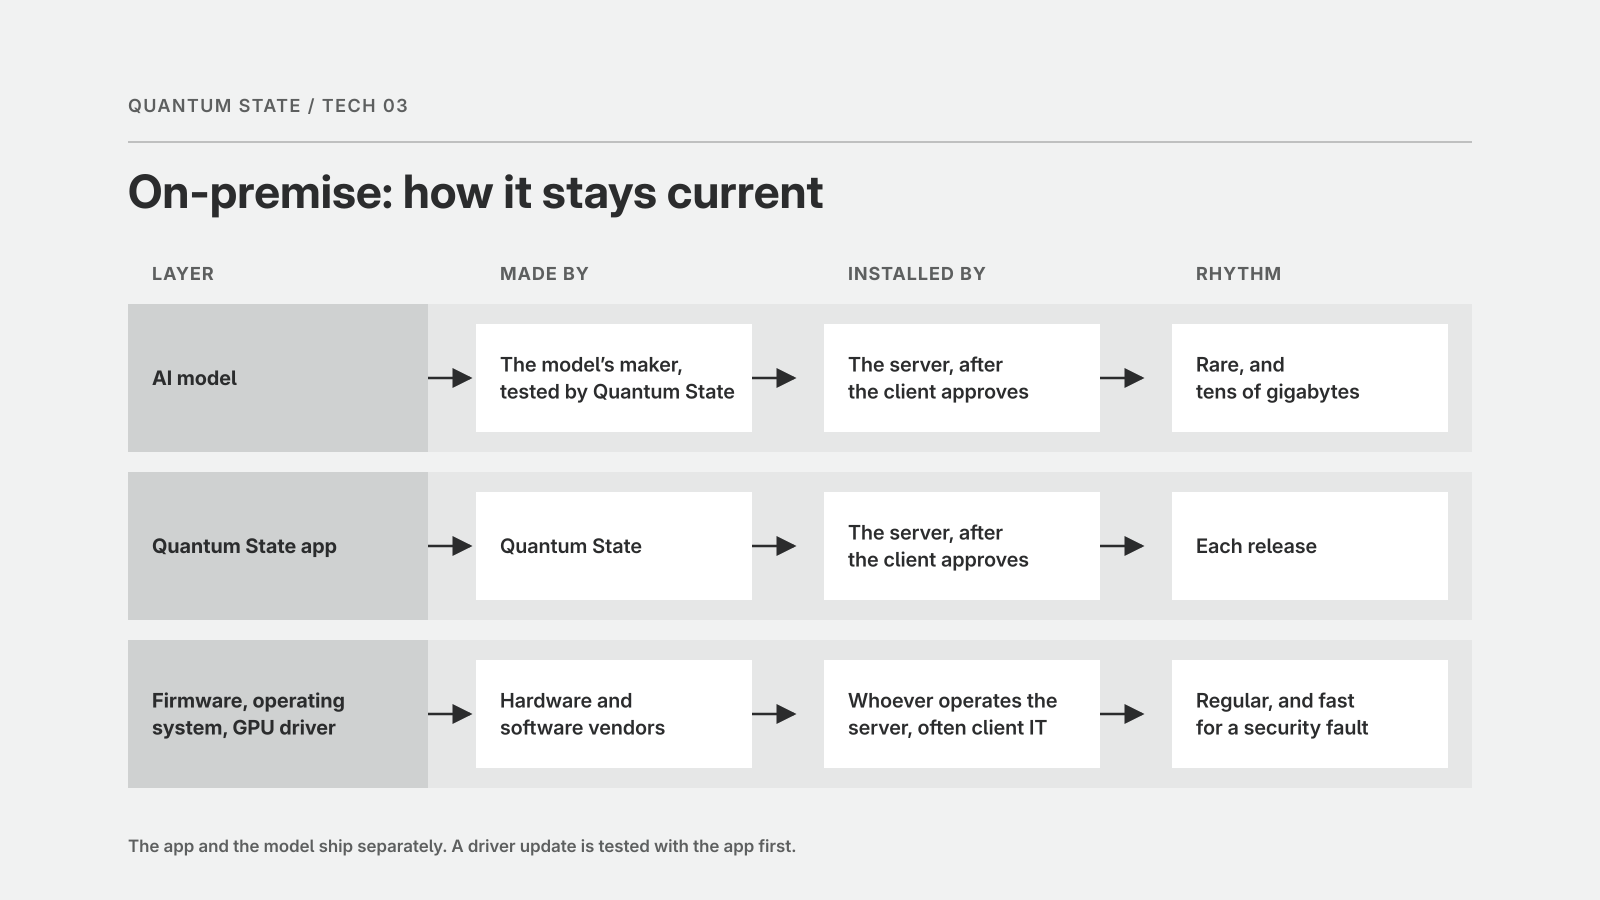 QUANTUM STATE / TECH 03
On-premise: how it stays current
LAYER
MADE BY
INSTALLED BY
RHYTHM
AI model
The model’s maker,
tested by Quantum State
The server, after
the client approves
Rare, and
tens of gigabytes
Quantum State app
Quantum State
The server, after
the client approves
Each release
Firmware, operating
system, GPU driver
Hardware and
software vendors
Whoever operates the
server, often client IT
Regular, and fast
for a security fault
The app and the model ship separately. A driver update is tested with the app first.